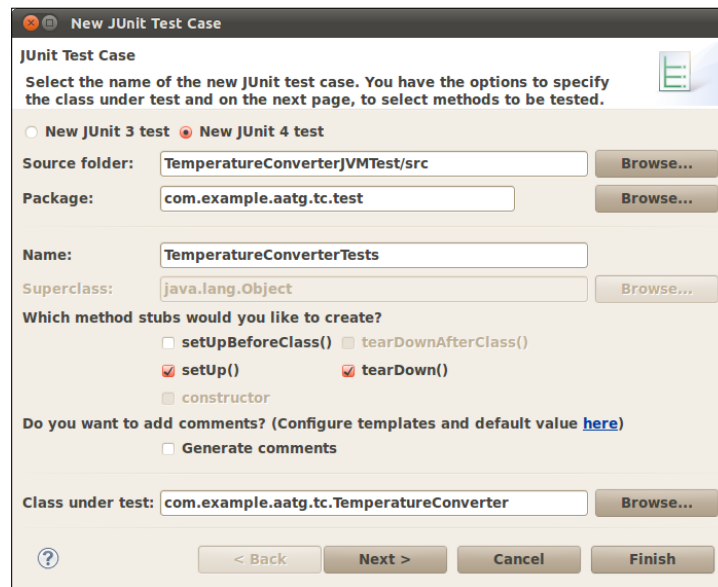 New JUnit Test Case
JUnit Test Case
Select the name of the new JUnit test case. You have the options to specify
the class under test and on the next page, to select methods to be tested.
New JUnit 3 test New JUnit 4 test
Source folder: TemperatureConverterJVMTest/src Browse...
Package: com.example.aatg.tc.test Browse...
Name: TemperatureConverterTests
Superclass: java.lang.Object Browse...
Which method stubs would you like to create?
setUpBeforeClass() tearDownAfterClass()
setUp() tearDown()
constructor
Do you want to add comments? (Configure templates and default value here)
Generate comments
Class under test: com.example.aatg.tc.TemperatureConverter Browse...
? < Back Next > Cancel Finish